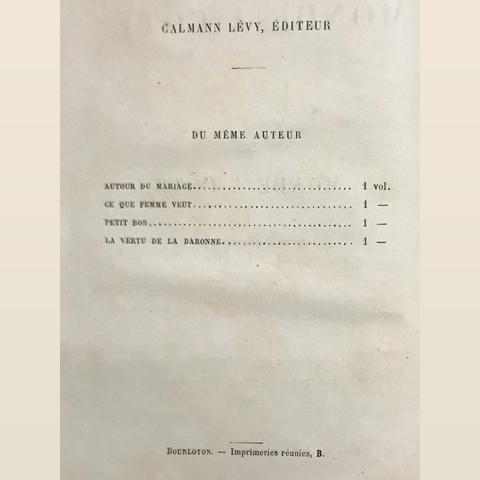 CALMANN LÉVY, ÉDITEUR
DU MÊME AUTEUR
AUTOUR DU MARIAGE................................ 1 vol.
CE QUE FEMME VEUT................................ 1 —
PETIT BOB........................................ 1 —
LA VERTU DE LA BARONNE.......................... 1 —
BOURLOTON. — Imprimeries réunies, B.